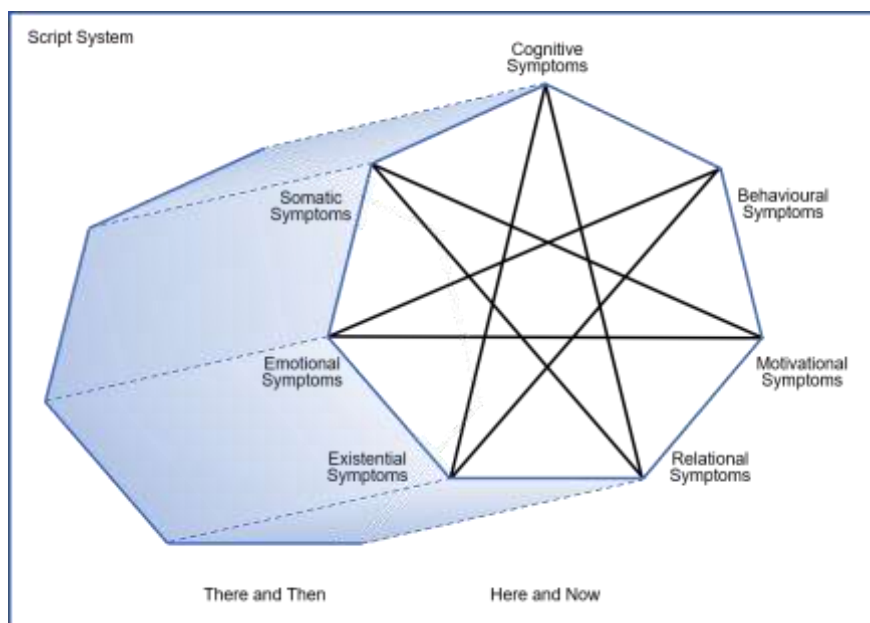 Script System
Cognitive
Symptoms
Somatic
Symptoms
Behavioural
Symptoms
Emotional
Symptoms
Motivational
Symptoms
Existential
Symptoms
Relational
Symptoms
There and Then
Here and Now